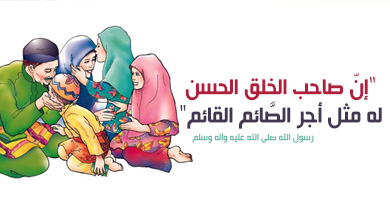 "إنّ صاحب الخلق الحسن
له مثل أجر الصَّائم القائم"
رسول الله صلى الله عليه وآله وسلم